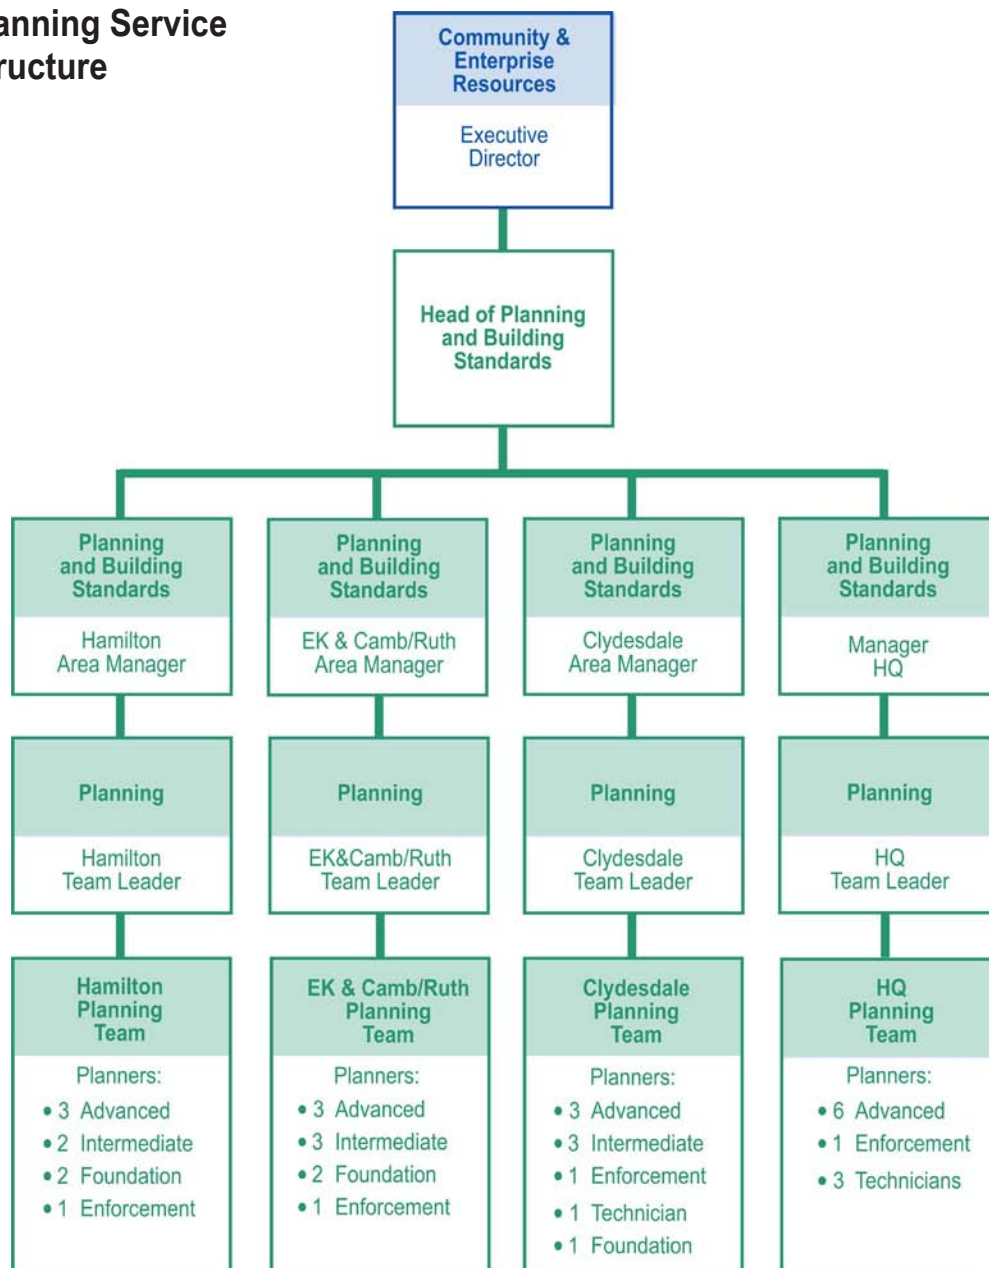 anning Service
ructure
Community &
Enterprise
Resources
Executive
Director
Head of Planning
and Building
Standards
Planning
and Building
Standards
Hamilton
Area Manager
Planning
and Building
Standards
EK & Camb/Ruth
Area Manager
Planning
and Building
Standards
Clydesdale
Area Manager
Planning
and Building
Standards
Manager
HQ
Planning
Hamilton
Team Leader
Planning
EK&Camb/Ruth
Team Leader
Planning
Clydesdale
Team Leader
Planning
HQ
Team Leader
Hamilton
Planning
Team
Planners:
• 3 Advanced
• 2 Intermediate
• 2 Foundation
• 1 Enforcement
EK & Camb/Ruth
Planning
Team
Planners:
• 3 Advanced
• 3 Intermediate
• 2 Foundation
• 1 Enforcement
Clydesdale
Planning
Team
Planners:
• 3 Advanced
• 3 Intermediate
• 1 Enforcement
• 1 Technician
• 1 Foundation
HQ
Planning
Team
Planners:
• 6 Advanced
• 1 Enforcement
• 3 Technicians